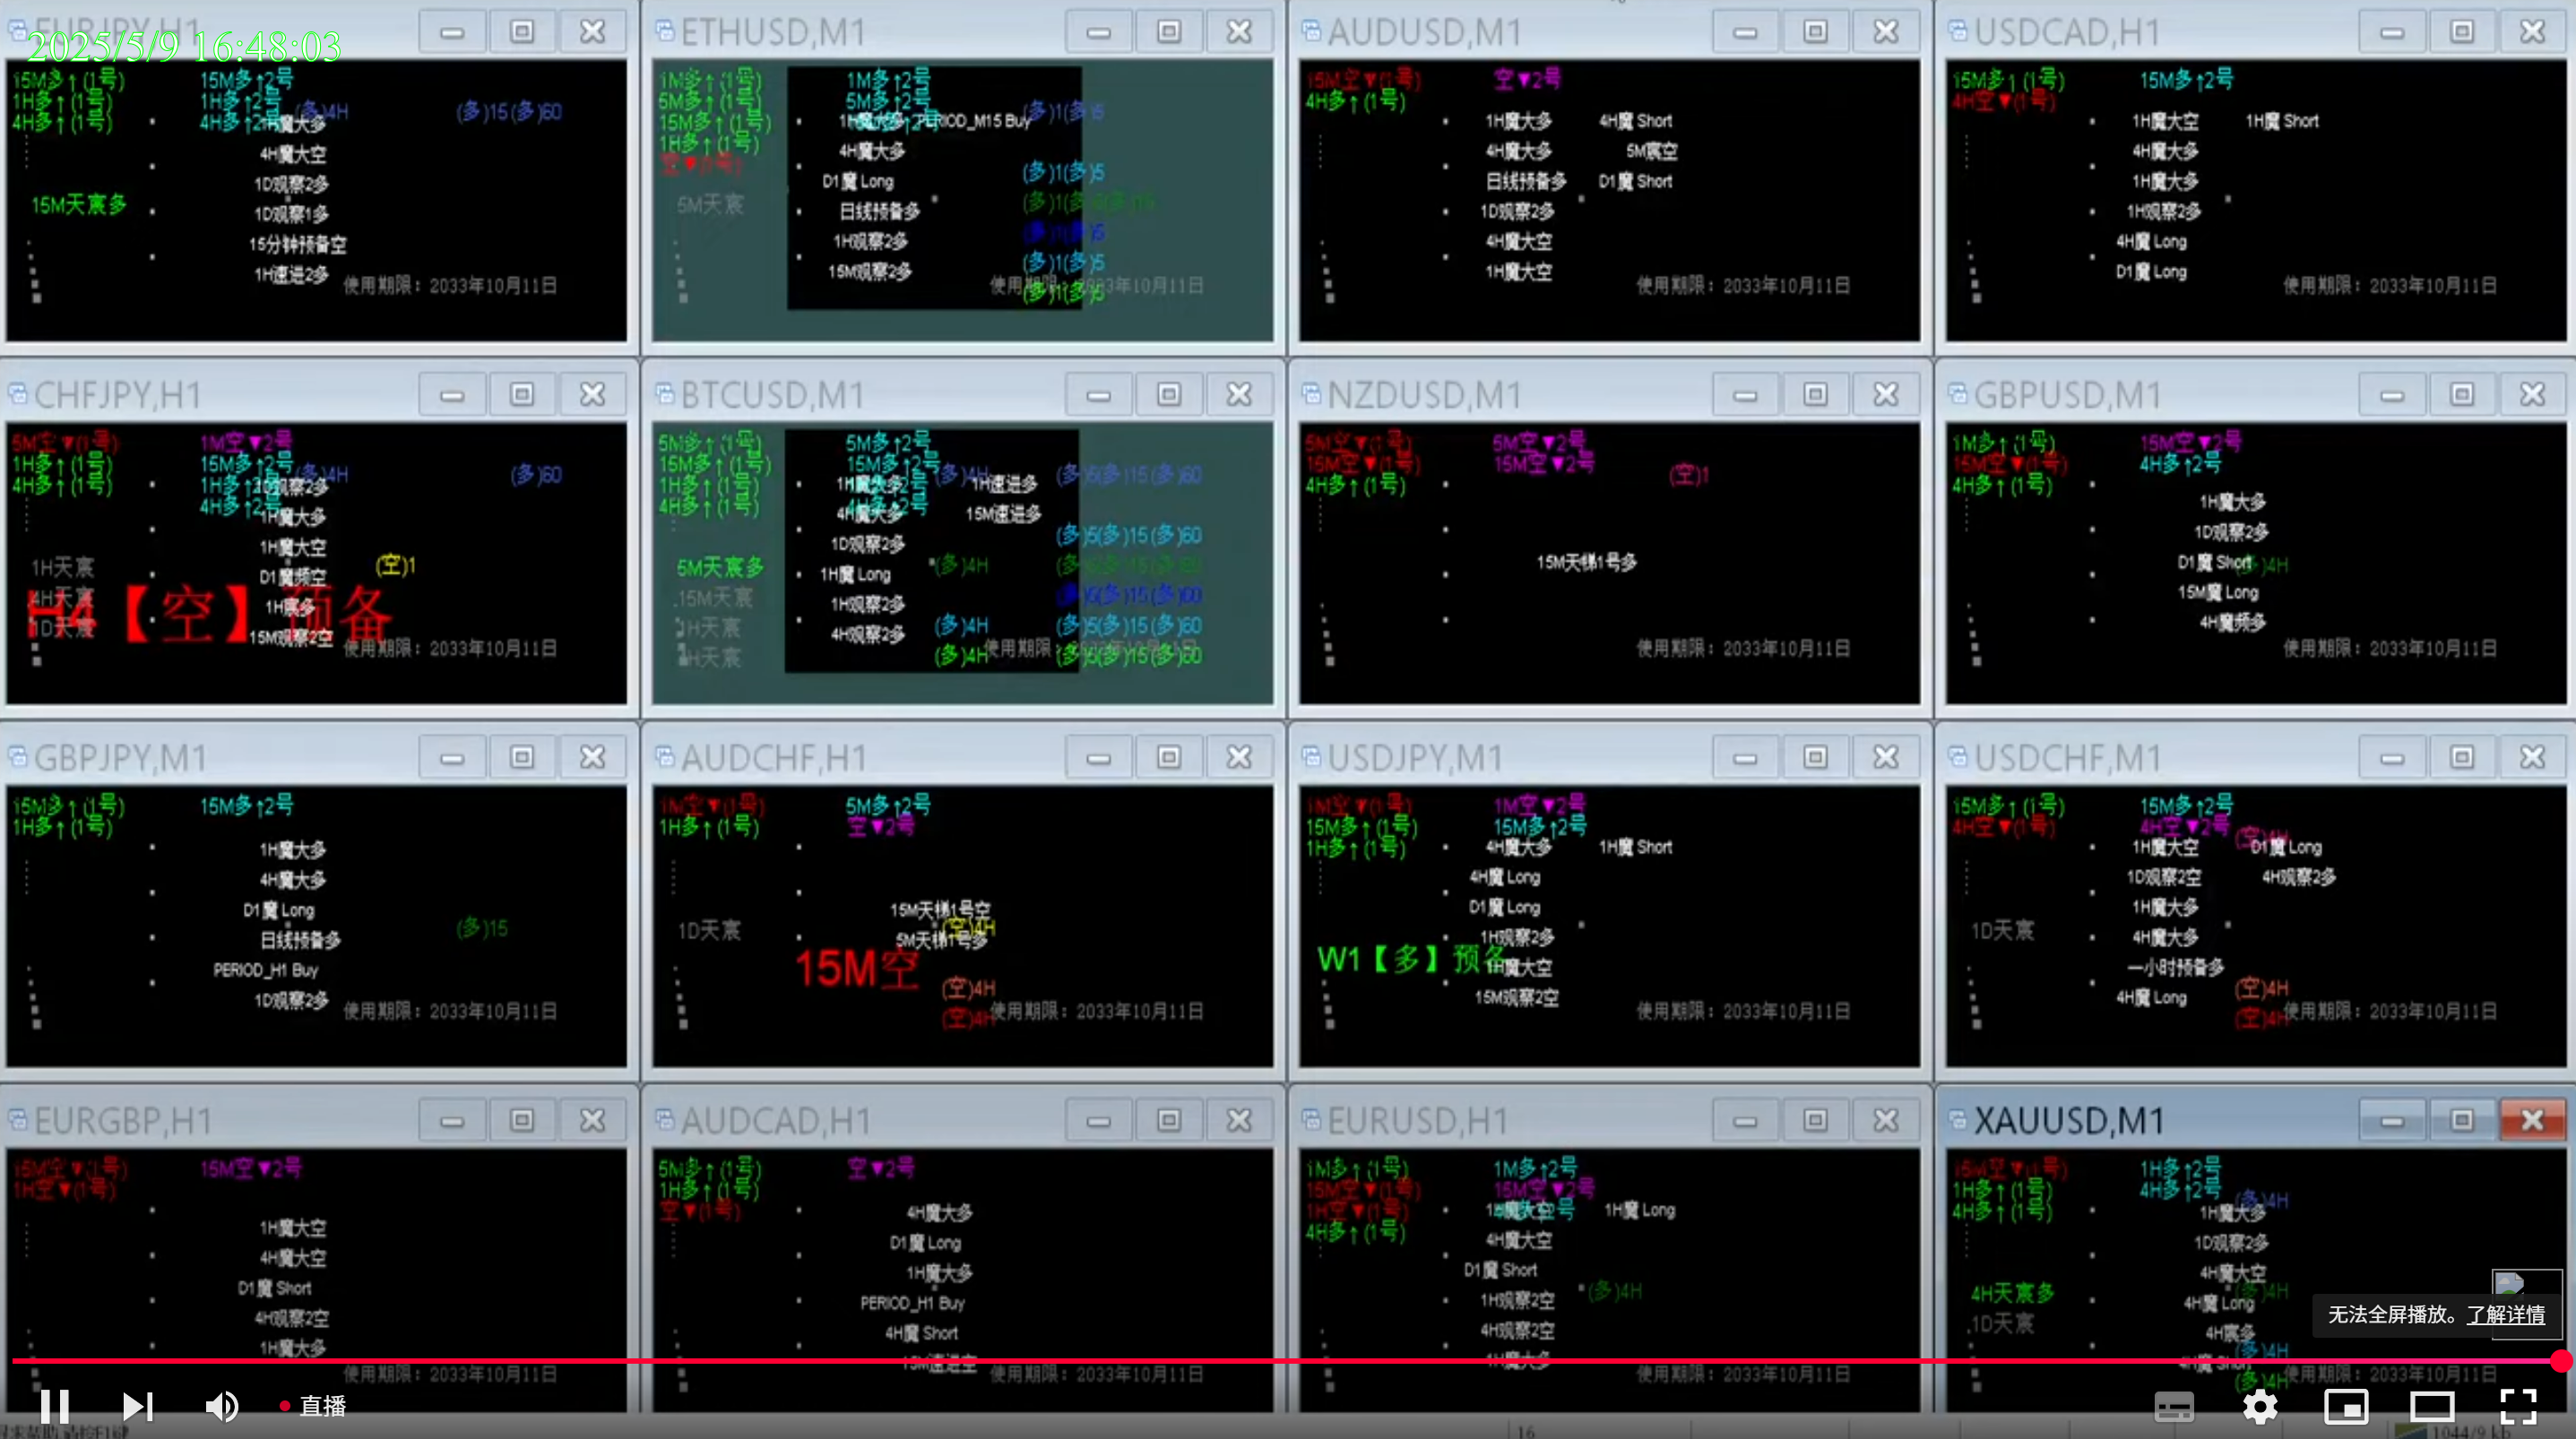 EURJPY,H1
2025/5/9 16:48:03
15M多↑(1号) 15M多↑2号
1H多↑(1号) 1H多↑2号
(多)4H (多)15(多)60
4H多↑(1号) 4H多↑2号
1H魔大多
4H魔大空
1D观察2多
15M天宸多
1D观察1多
15分钟预备空
1H速进2多
使用期限：2033年10月11日
ETHUSD,M1
1M多↑(1号) 1M多↑2号
5M多↑(1号) 5M多↑2号
15M多↑(1号)
(多)1(多)5
PERIOD_M15 Buy
1H多↑(1号)
空▼(1号)
4H魔大多
(多)1(多)5
D1魔 Long
5M天宸
日线预备多
(多)1(多)5
1H观察2多
(多)1(多)5
15M观察2多
(多)1(多)5
AUDUSD,M1
15M空▼(1号) 空▼2号
4H多↑(1号)
1H魔大多 4H魔 Short
4H魔大多 5M宸空
日线预备多 D1魔 Short
1D观察2多
4H魔大空
1H魔大空
使用期限：2033年10月11日
USDCAD,H1
15M多↑(1号) 15M多↑2号
4H空▼(1号)
1H魔大空 1H魔 Short
4H魔大多
1H魔大多
1H观察2多
4H魔 Long
D1魔 Long
使用期限：2033年10月11日
CHFJPY,H1
5M空▼(1号) 1M空▼2号
1H多↑(1号) 15M多↑2号
(多)4H (多)60
4H多↑(1号) 1H多↑2号
1D观察2多
4H多↑2号
1H魔大多
1H魔大空
1H天宸 (空)1
D1魔频空
4H天宸
H4【空】预备
1H宸多
1D天宸
15M观察2空
使用期限：2033年10月11日
BTCUSD,M1
5M多↑(1号) 5M多↑2号
15M多↑(1号) 15M多↑2号
(多)4H (多)5(多)15(多)60
1H多↑(1号)
1H魔大多 1H速进多
4H多↑(1号)
4H魔大多 15M速进多
1D观察2多 (多)5(多)15(多)60
5M天宸多 (多)4H
1H魔 Long
15M天宸 1H观察2多 (多)5(多)15(多)60
1H天宸 4H观察2多 (多)4H (多)5(多)15(多)60
(多)4H (多)5(多)15(多)60
NZDUSD,M1
5M空▼(1号) 5M空▼2号
15M空▼(1号) 15M空▼2号
(空)1
4H多↑(1号)
15M天梯1号多
使用期限：2033年10月11日
GBPUSD,M1
1M多↑(1号) 15M空▼2号
15M空▼(1号) 4H多↑2号
4H多↑(1号)
1H魔大多
1D观察2多
D1魔 Short
15M魔 Long
4H魔频多
使用期限：2033年10月11日
GBPJPY,M1
15M多↑(1号) 15M多↑2号
1H多↑(1号)
1H魔大多
4H魔大多
D1魔 Long
(多)15
日线预备多
PERIOD_H1 Buy
1D观察2多
使用期限：2033年10月11日
AUDCHF,H1
1M空▼(1号) 5M多↑2号
1H多↑(1号) 空▼2号
15M天梯1号空
1D天宸 (空)4H
5M天梯1号多
15M空
(空)4H
(空)4H
使用期限：2033年10月11日
USDJPY,M1
1M空▼(1号) 1M空▼2号
15M多↑(1号) 15M多↑2号
1H多↑(1号) 4H魔大多 1H魔 Short
4H魔 Long
D1魔 Long
1H观察2多
W1【多】预备
1H魔大空
15M观察2空
使用期限：2033年10月11日
USDCHF,M1
15M多↑(1号) 15M多↑2号
4H空▼(1号) 4H空▼2号
(空)4H
1H魔大空 D1魔 Long
1D观察2空 4H观察2多
1H魔大多
1D天宸
4H魔大多
一小时预备多
(空)4H
4H魔 Long
(空)4H
使用期限：2033年10月11日
EURGBP,H1
15M空▼(1号) 15M空▼2号
1H空▼(1号)
1H魔大空
4H魔大空
D1魔 Short
4H观察2空
1H魔大多
使用期限：2033年10月11日
AUDCAD,H1
5M多↑(1号) 空▼2号
1H多↑(1号)
空▼(1号)
4H魔大多
D1魔 Long
1H魔大多
PERIOD_H1 Buy
4H魔 Short
15M速进空
使用期限：2033年10月11日
EURUSD,H1
1M多↑(1号) 1M多↑2号
15M空▼(1号) 15M空▼2号
1H空▼(1号) 1H魔 Long
4H多↑(1号) 4H魔大空
D1魔 Short
1H观察2空 (多)4H
4H观察2空
1H魔大多
使用期限：2033年10月11日
XAUUSD,M1
15M空▼(1号) 1H多↑2号
1H多↑(1号) 4H多↑2号
(多)4H
4H多↑(1号) 1H魔大多
1D观察2多
4H魔大空
4H天宸多 (多)4H
4H魔 Long
1D天宸 4H宸多
(多)4H
4H魔 Short
(多)4H
使用期限：2033年10月11日
无法全屏播放。了解详情
直播
16
1044/9 kb